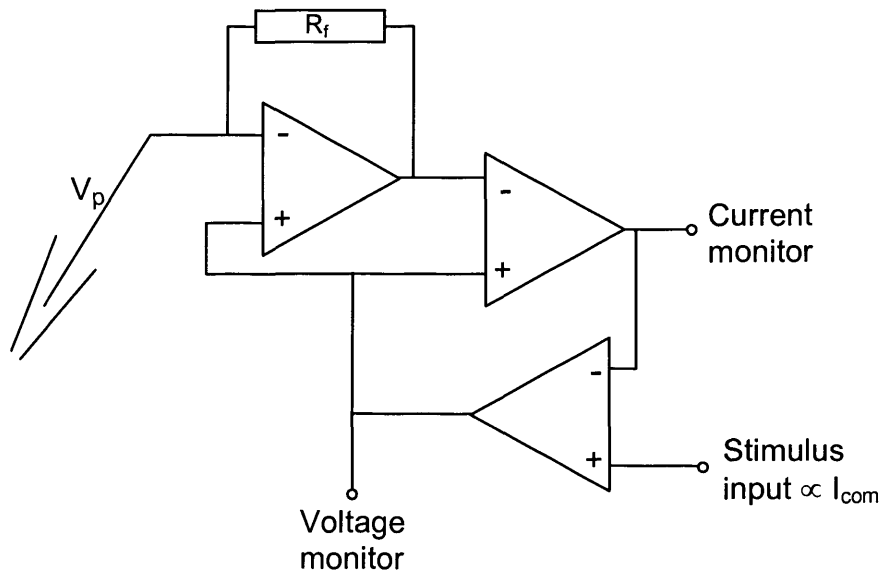 R_f
-
+
V_p
-
+
Current
monitor
-
+
Stimulus
input ∝ I_com
Voltage
monitor